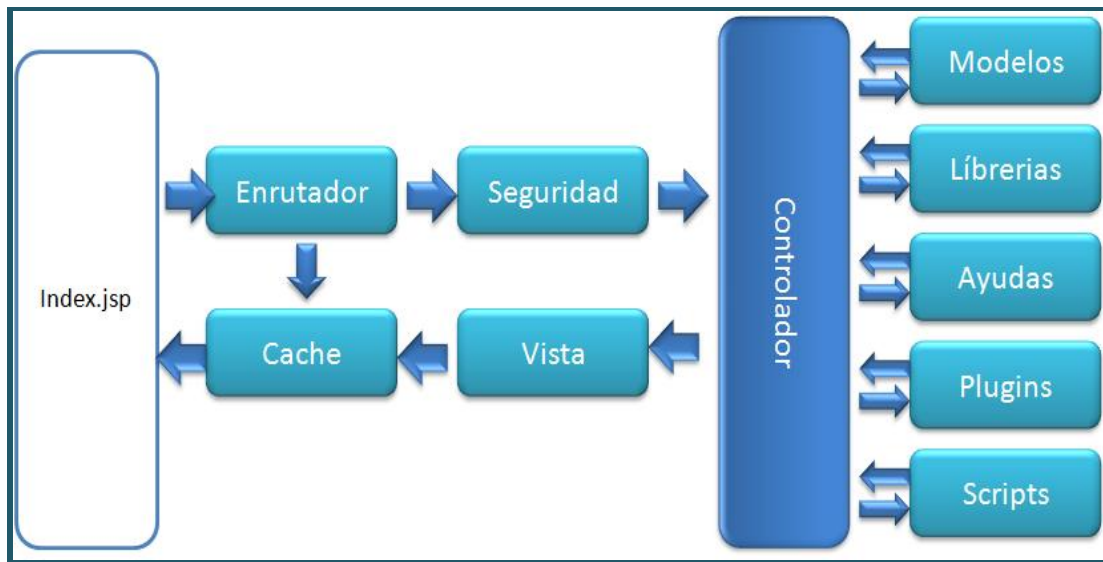 Index.jsp
Enrutador
Seguridad
Cache
Vista
Controlador
Modelos
Líbrerias
Ayudas
Plugins
Scripts